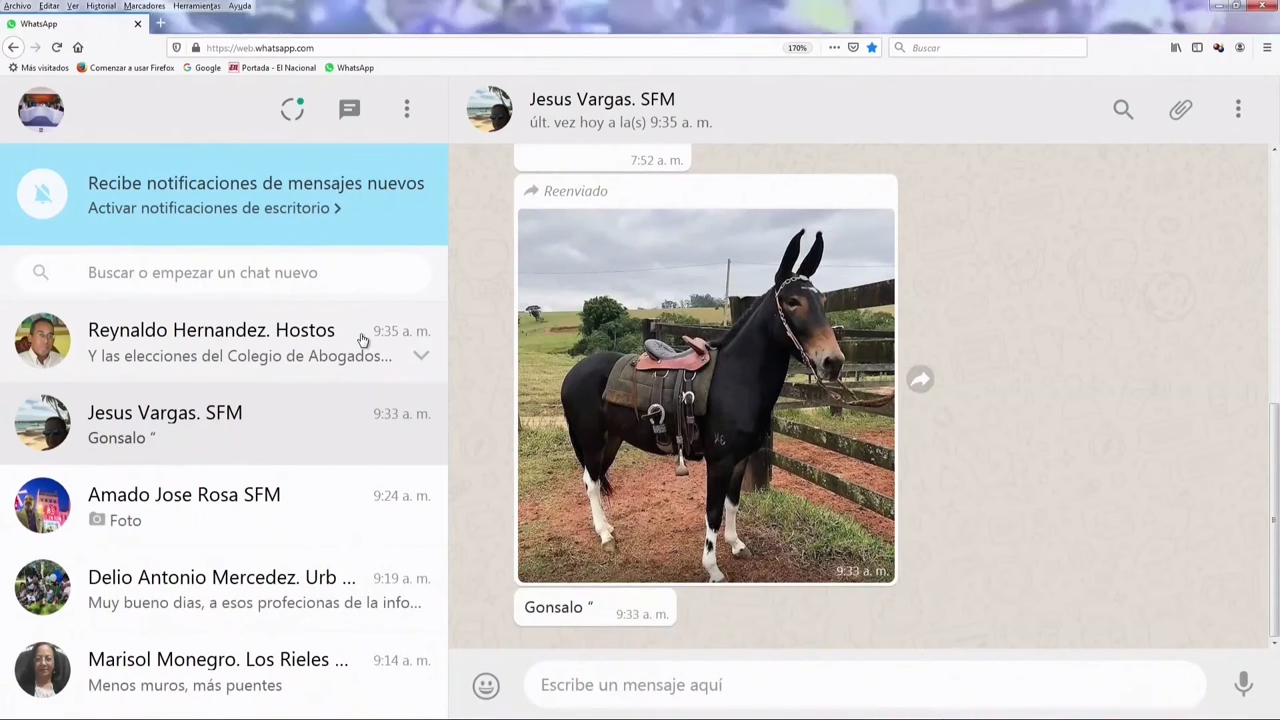 Archivo Editar Ver Historial Marcadores Herramientas Ayuda
WhatsApp
https://web.whatsapp.com
170%
Buscar
Más visitados Comenzar a usar Firefox Google Portada - El Nacional WhatsApp
Recibe notificaciones de mensajes nuevos
Activar notificaciones de escritorio
Buscar o empezar un chat nuevo
Reynaldo Hernandez. Hostos 9:35 a. m.
Y las elecciones del Colegio de Abogados...
Jesus Vargas. SFM 9:33 a. m.
Gonsalo “
Amado Jose Rosa SFM 9:24 a. m.
Foto
Delio Antonio Mercedez. Urb ... 9:19 a. m.
Muy bueno dias, a esos profecionas de la info...
Marisol Monegro. Los Rieles ... 9:14 a. m.
Menos muros, más puentes
Jesus Vargas. SFM
últ. vez hoy a la(s) 9:35 a. m.
7:52 a. m.
Reenviado
9:33 a. m.
Gonsalo “ 9:33 a. m.
Escribe un mensaje aquí